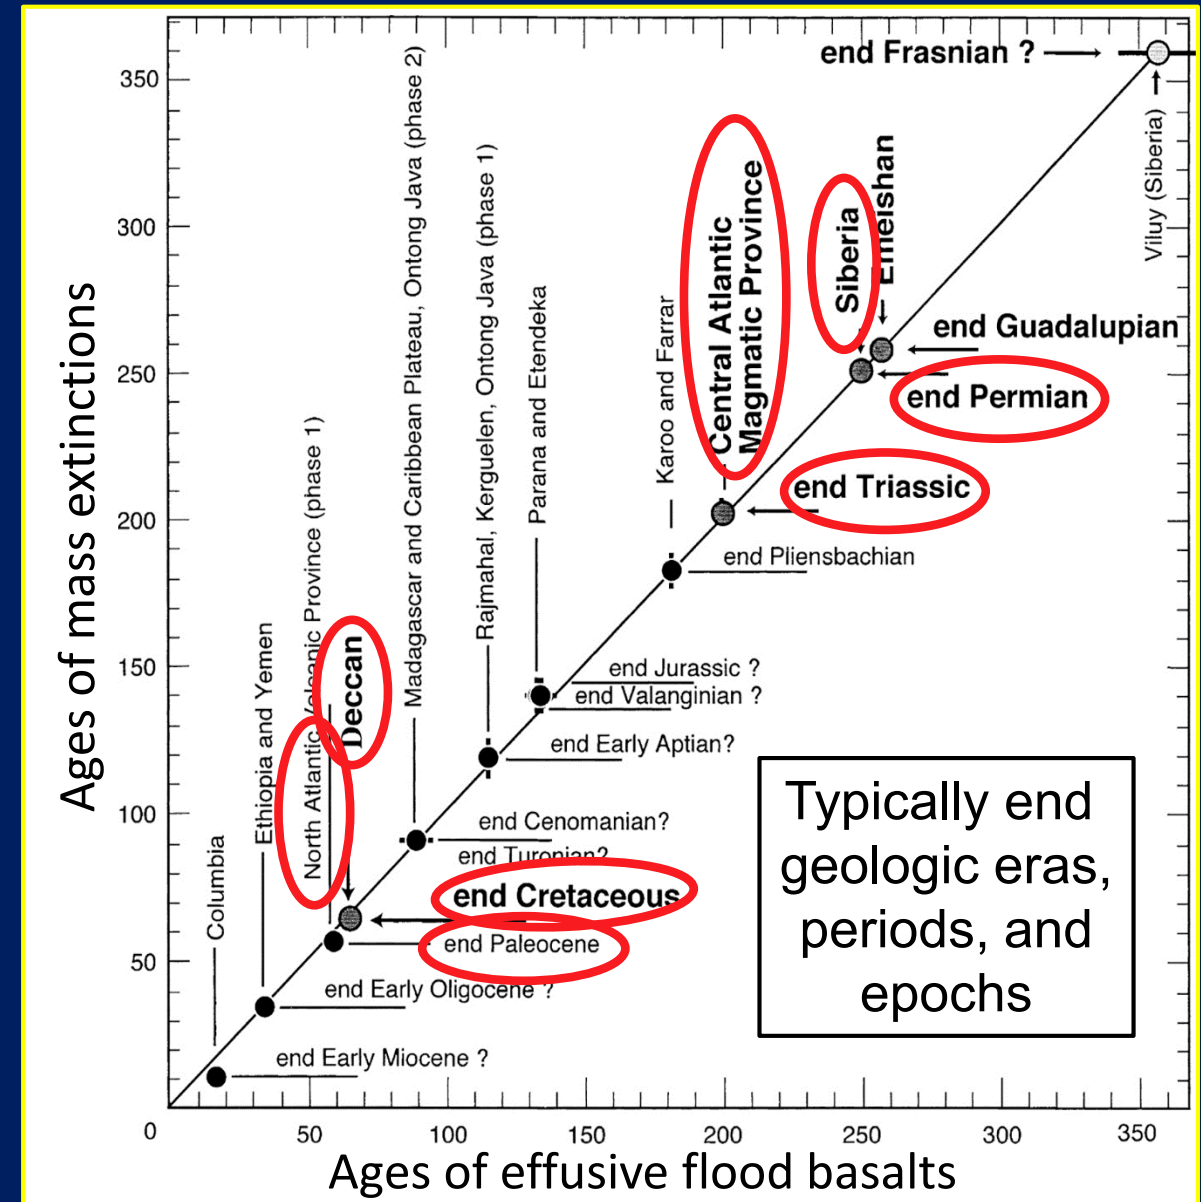 end Frasnian ?
350
300
250
200
150
100
50
0
Ages of mass extinctions
Columbia
Ethiopia and Yemen
North Atlantic Volcanic Province (phase 1)
Deccan
Madagascar and Caribbean Plateau, Ontong Java (phase 2)
Rajmahal, Kerguelen, Ontong Java (phase 1)
Parana and Etendeka
Karoo and Farrar
Central Atlantic
Magmatic Province
Siberia
Emeishan
Viluy (Siberia)
end Guadalupian
end Permian
end Triassic
end Pliensbachian
end Jurassic ?
end Valanginian ?
end Early Aptian?
end Cenomanian?
end Turonian?
end Cretaceous
end Paleocene
end Early Oligocene ?
end Early Miocene ?
Typically end
geologic eras,
periods, and
epochs
50
100
150
200
250
300
350
Ages of effusive flood basalts